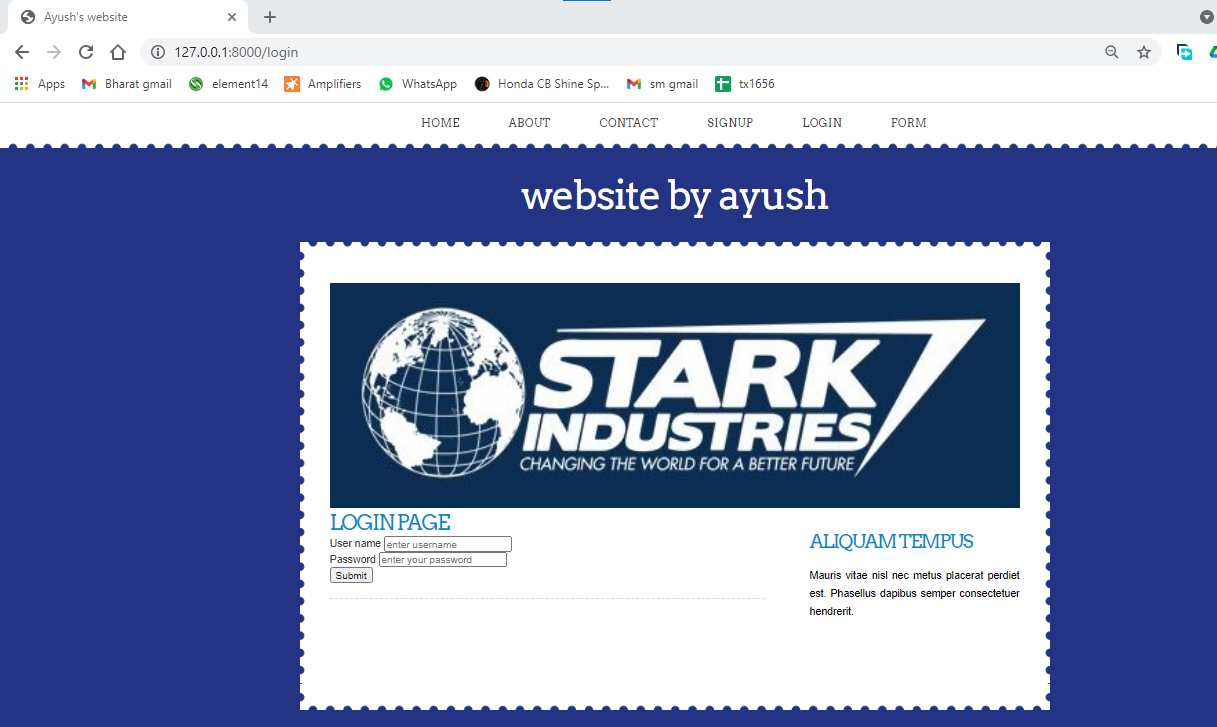 Ayush's website
127.0.0.1:8000/login
Apps Bharat gmail element14 Amplifiers WhatsApp Honda CB Shine Sp... sm gmail tx1656
HOME ABOUT CONTACT SIGNUP LOGIN FORM
website by ayush
STARK
INDUSTRIES
CHANGING THE WORLD FOR A BETTER FUTURE
LOGIN PAGE
User name enter username
Password enter your password
Submit
ALIQUAM TEMPUS
Mauris vitae nisl nec metus placerat perdiet
est. Phasellus dapibus semper consectetuer
hendrerit.